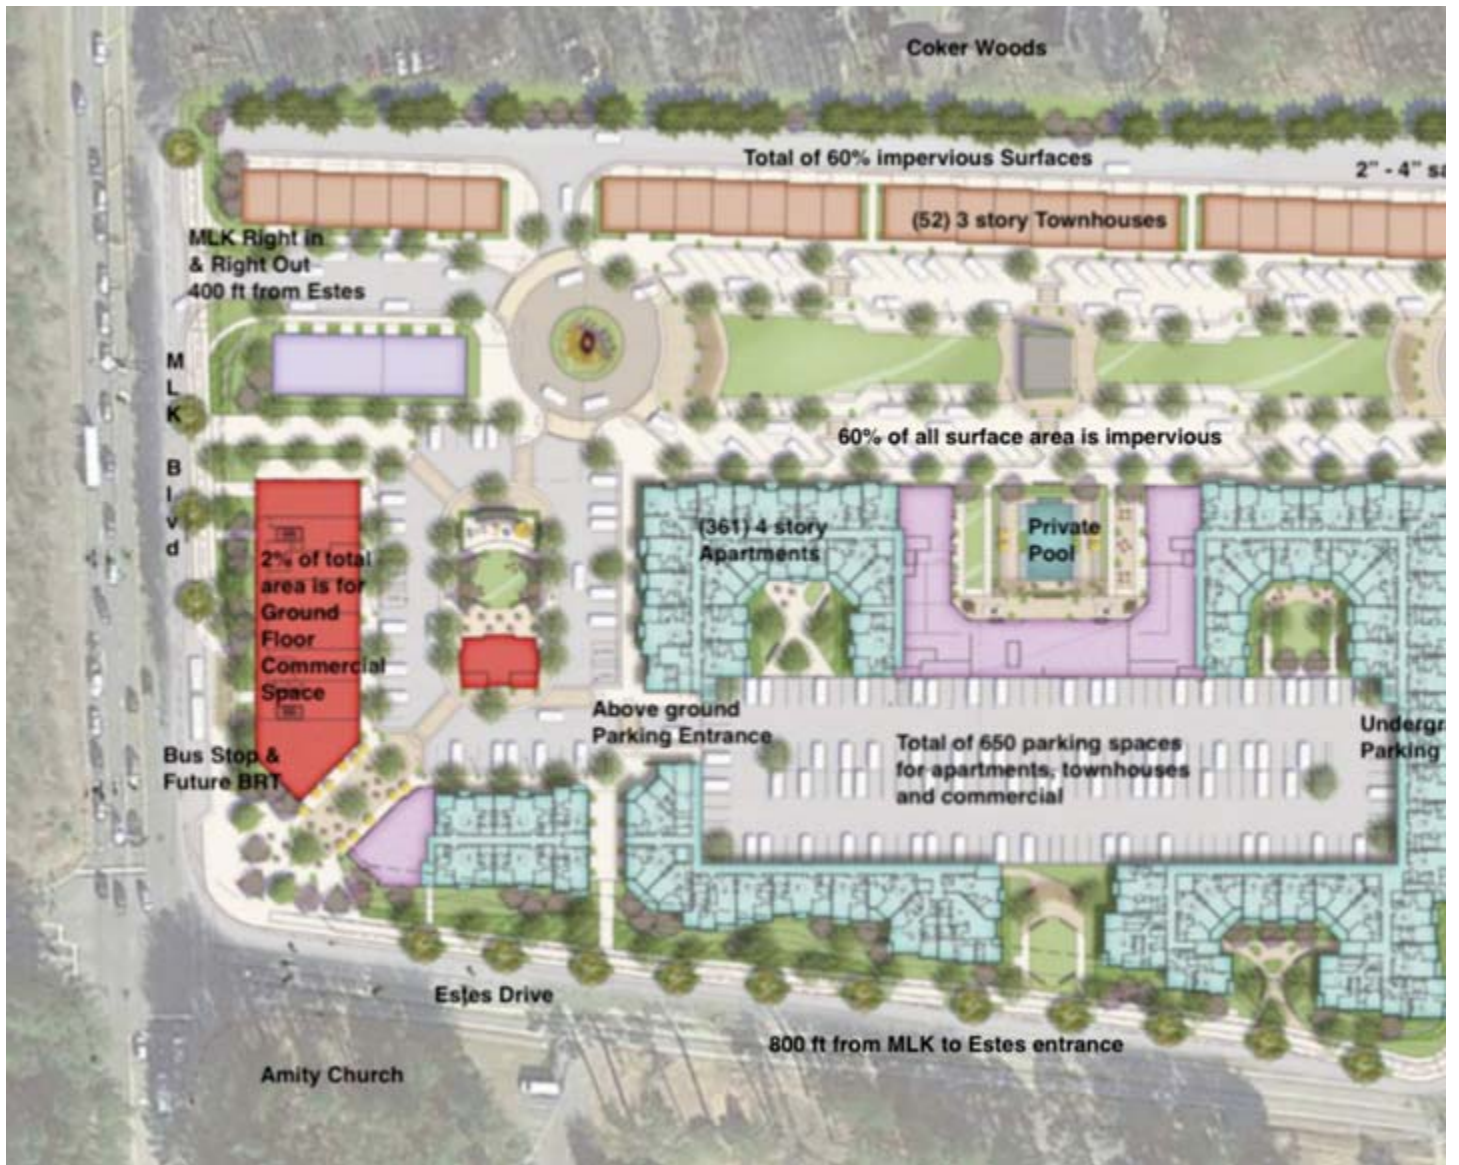 Coker Woods
Total of 60% impervious Surfaces
2" - 4" sa
(52) 3 story Townhouses
MLK Right in
& Right Out
400 ft from Estes
M
L
K
B
l
v
d
60% of all surface area is impervious
(361) 4 story
Apartments
Private
Pool
2% of total
area is for
Ground
Floor
Commercial
Space
Above ground
Parking Entrance
Undergr
Parking
Total of 650 parking spaces
for apartments, townhouses
and commercial
Bus Stop &
Future BRT
Estes Drive
800 ft from MLK to Estes entrance
Amity Church